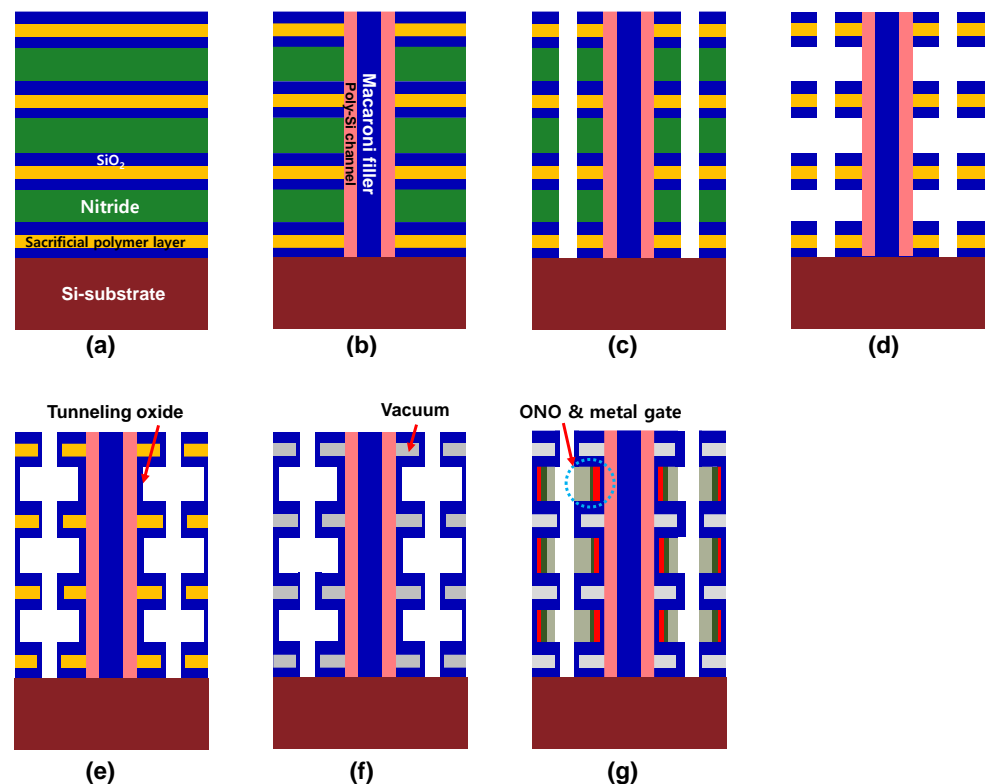 SiO₂
Nitride
Sacrificial polymer layer
Si-substrate
(a)
Poly-Si channel
Macaroni filler
(b)
(c)
(d)
Tunneling oxide
(e)
Vacuum
(f)
ONO & metal gate
(g)